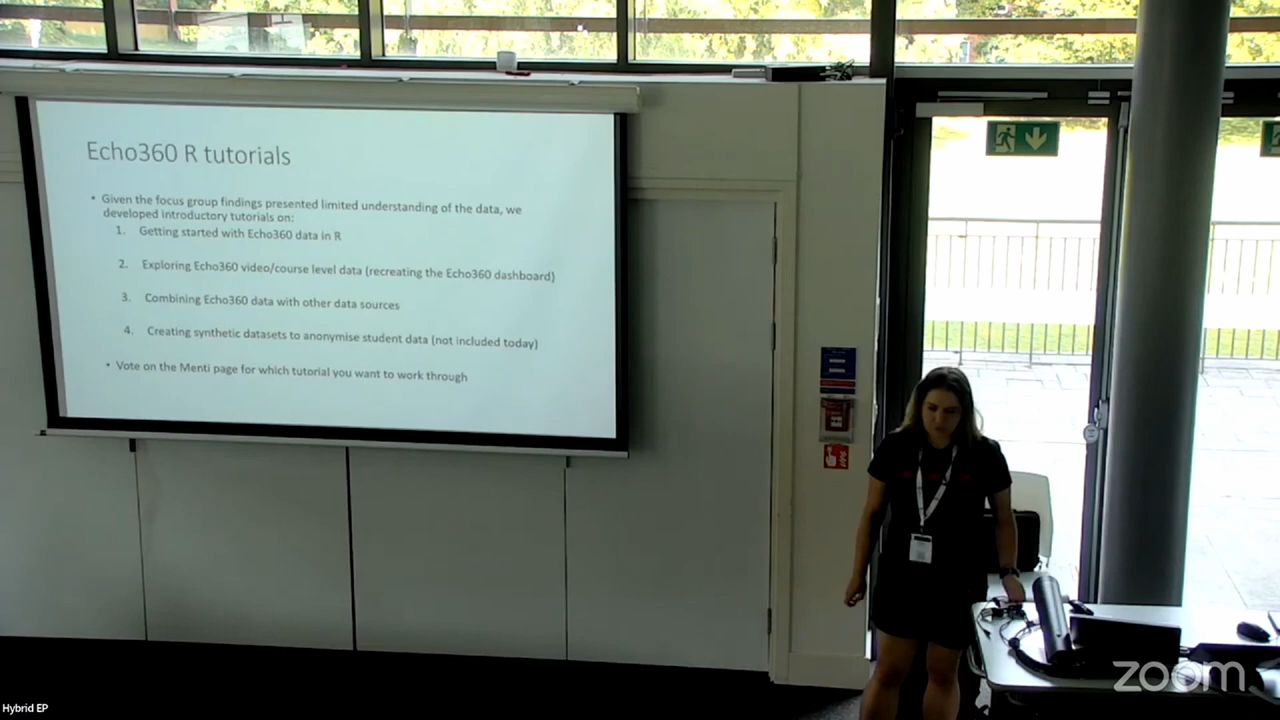 Echo360 R tutorials
• Given the focus group findings presented limited understanding of the data, we
developed introductory tutorials on:
1. Getting started with Echo360 data in R
2. Exploring Echo360 video/course level data (recreating the Echo360 dashboard)
3. Combining Echo360 data with other data sources
4. Creating synthetic datasets to anonymise student data (not included today)
• Vote on the Menti page for which tutorial you want to work through
zoom
Hybrid EP